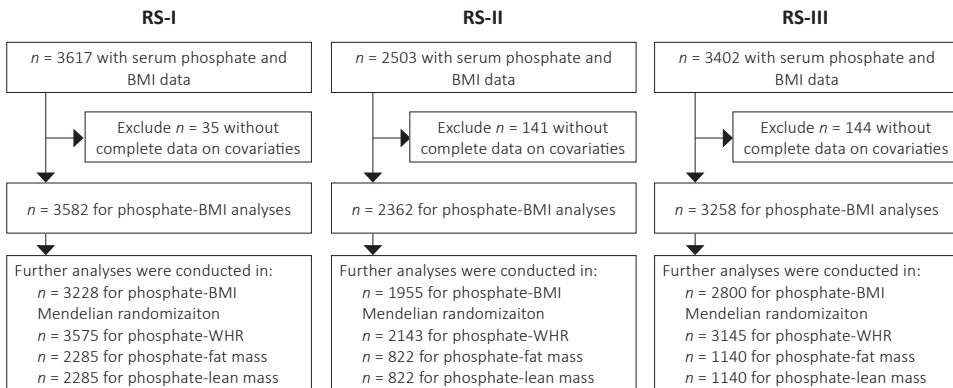 RS-I
n = 3617 with serum phosphate and
BMI data
Exclude n = 35 without
complete data on covariaties
n = 3582 for phosphate-BMI analyses
Further analyses were conducted in:
n = 3228 for phosphate-BMI
Mendelian randomizaiton
n = 3575 for phosphate-WHR
n = 2285 for phosphate-fat mass
n = 2285 for phosphate-lean mass
RS-II
n = 2503 with serum phosphate and
BMI data
Exclude n = 141 without
complete data on covariaties
n = 2362 for phosphate-BMI analyses
Further analyses were conducted in:
n = 1955 for phosphate-BMI
Mendelian randomizaiton
n = 2143 for phosphate-WHR
n = 822 for phosphate-fat mass
n = 822 for phosphate-lean mass
RS-III
n = 3402 with serum phosphate and
BMI data
Exclude n = 144 without
complete data on covariaties
n = 3258 for phosphate-BMI analyses
Further analyses were conducted in:
n = 2800 for phosphate-BMI
Mendelian randomizaiton
n = 3145 for phosphate-WHR
n = 1140 for phosphate-fat mass
n = 1140 for phosphate-lean mass